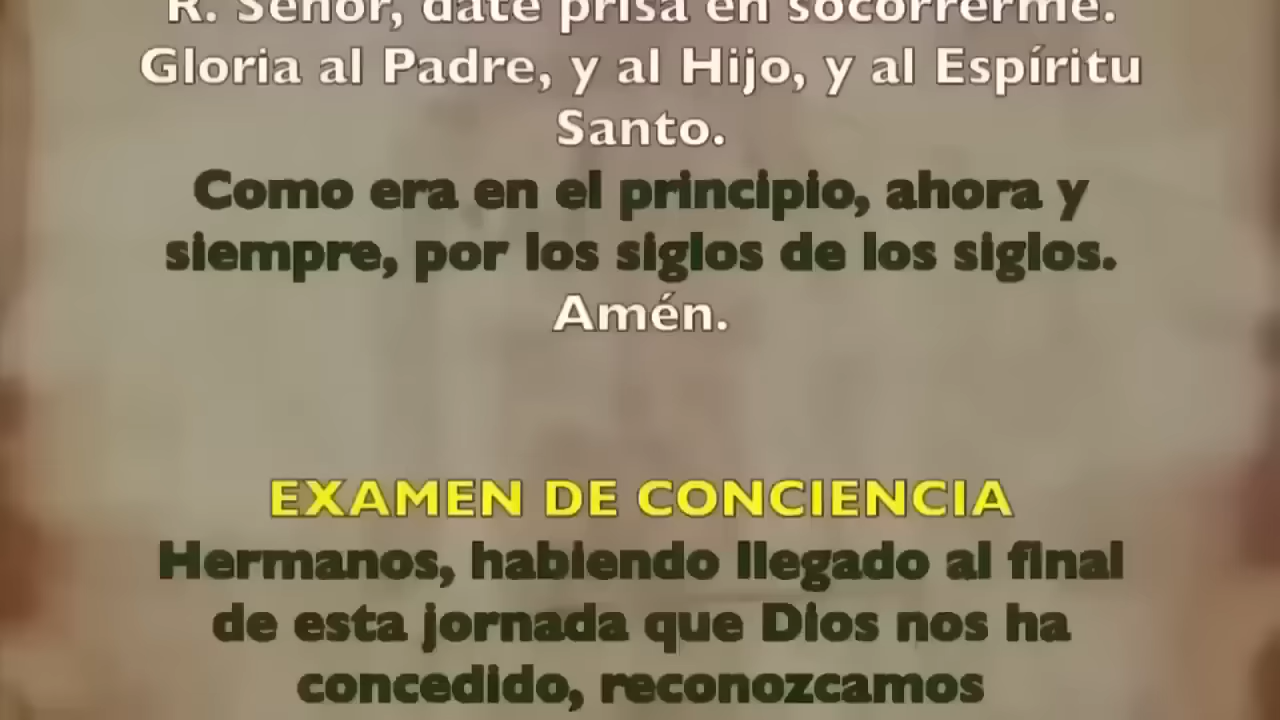 R. Señor, date prisa en socorrerme.
Gloria al Padre, y al Hijo, y al Espíritu
Santo.
Como era en el principio, ahora y
siempre, por los siglos de los siglos.
Amén.
EXAMEN DE CONCIENCIA
Hermanos, habiendo llegado al final
de esta jornada que Dios nos ha
concedido, reconozcamos